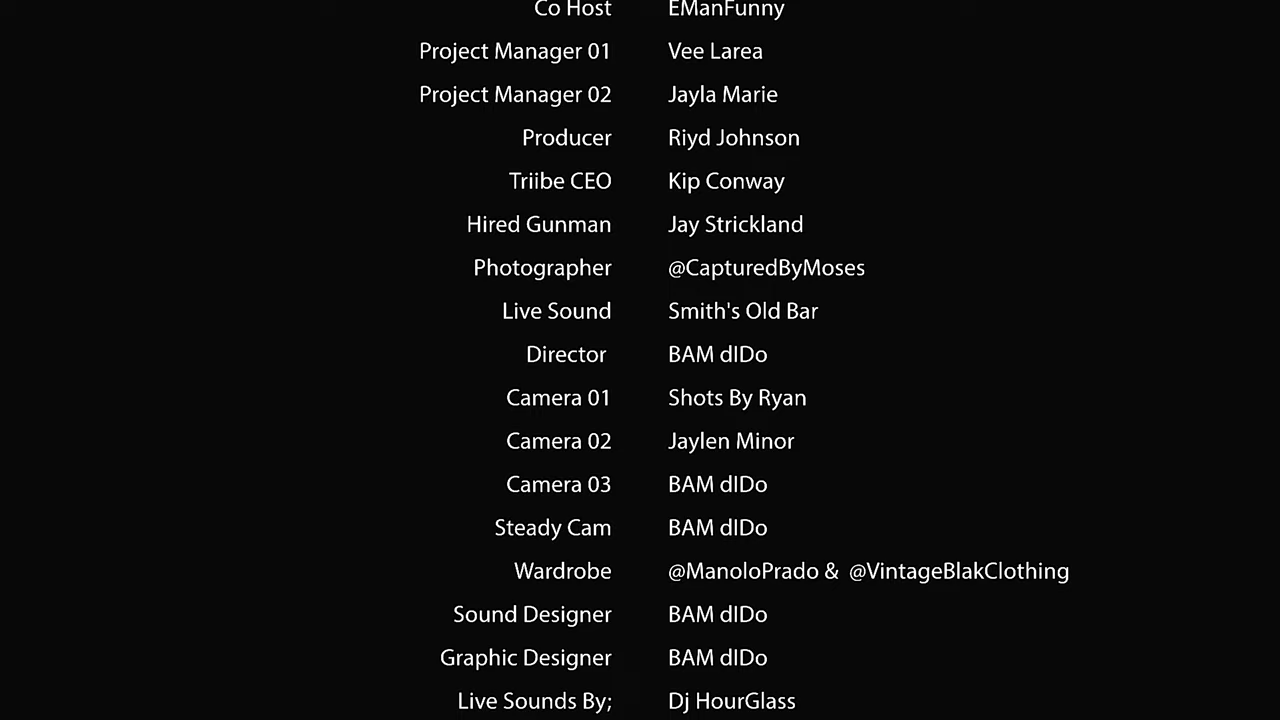 Co Host EManFunny
Project Manager 01 Vee Larea
Project Manager 02 Jayla Marie
Producer Riyd Johnson
Triibe CEO Kip Conway
Hired Gunman Jay Strickland
Photographer @CapturedByMoses
Live Sound Smith's Old Bar
Director BAM dIDo
Camera 01 Shots By Ryan
Camera 02 Jaylen Minor
Camera 03 BAM dIDo
Steady Cam BAM dIDo
Wardrobe @ManoloPrado & @VintageBlakClothing
Sound Designer BAM dIDo
Graphic Designer BAM dIDo
Live Sounds By; Dj HourGlass